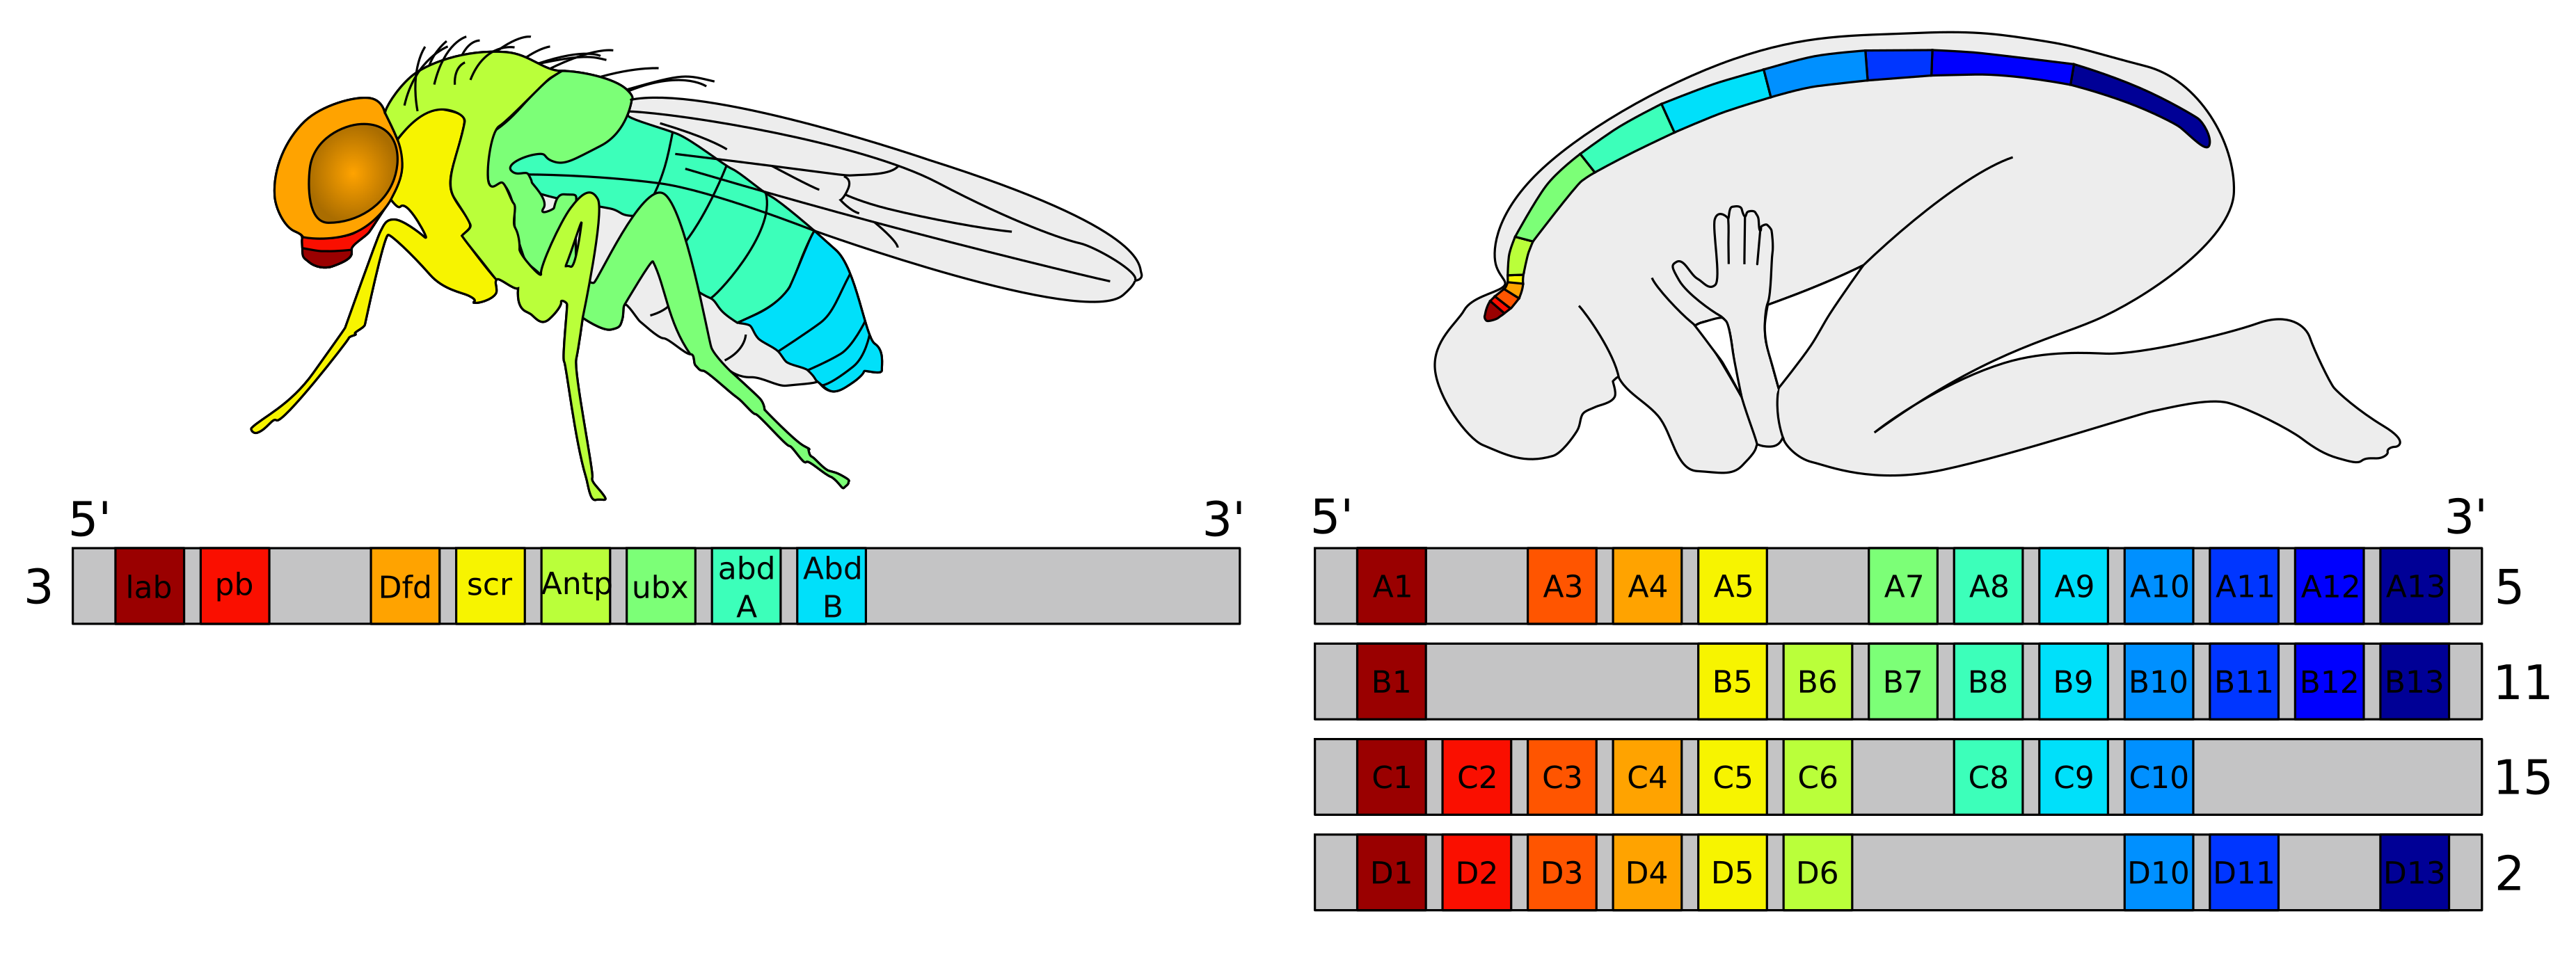 5' 3'
3 lab pb Dfd scr Antp ubx abd A Abd B
5' 3'
A1 A3 A4 A5 A7 A8 A9 A10 A11 A12 A13 5
B1 B5 B6 B7 B8 B9 B10 B11 B12 B13 11
C1 C2 C3 C4 C5 C6 C8 C9 C10 15
D1 D2 D3 D4 D5 D6 D10 D11 D13 2